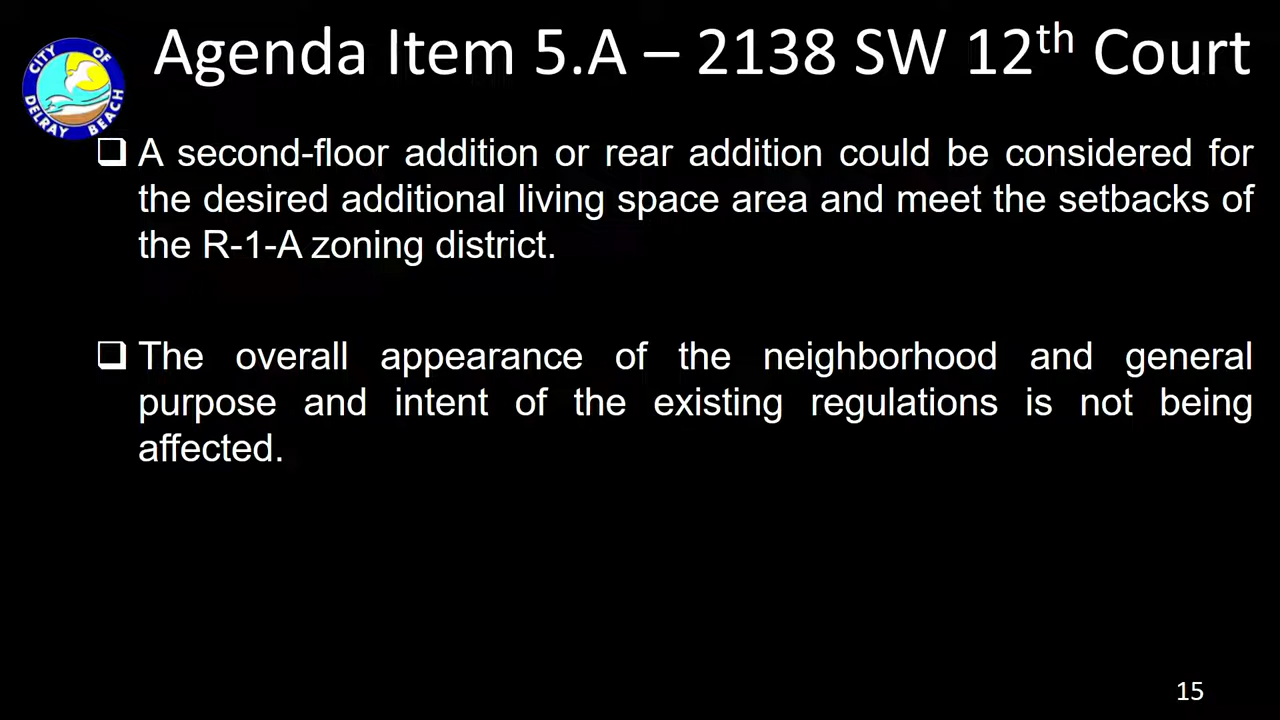 Agenda Item 5.A – 2138 SW 12th Court
CITY OF
DELRAY BEACH
❑ A second-floor addition or rear addition could be considered for
the desired additional living space area and meet the setbacks of
the R-1-A zoning district.
❑ The overall appearance of the neighborhood and general
purpose and intent of the existing regulations is not being
affected.
15